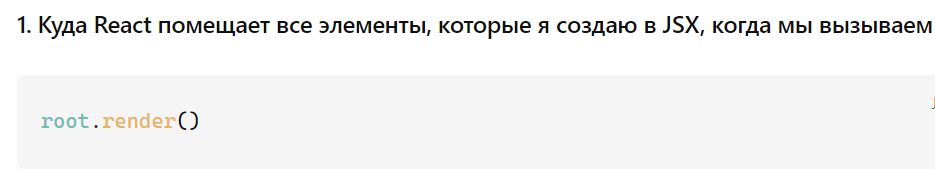 1. Куда React помещает все элементы, которые я создаю в JSX, когда мы вызываем
root.render()